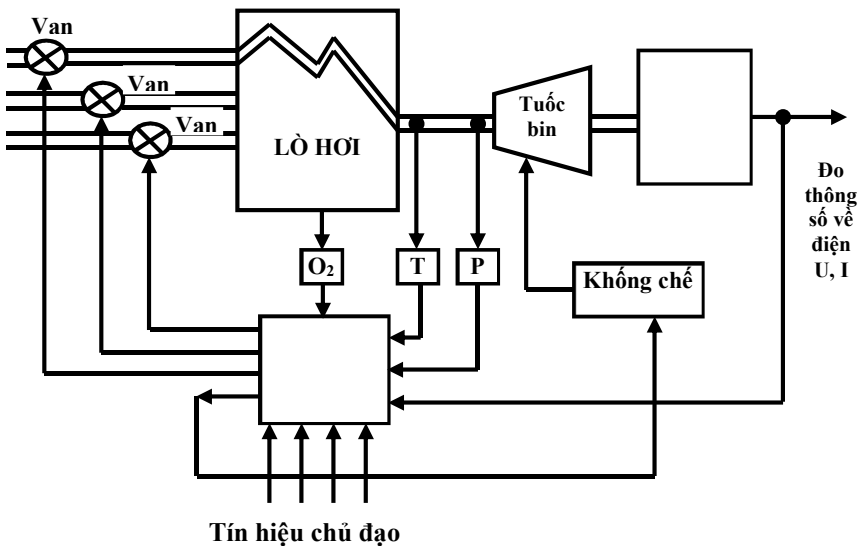 Van
Van
Van
LÒ HƠI
Tuốc
bin
Đo
thông
số về
điện
U, I
O₂
T
P
Khống chế
Tín hiệu chủ đạo